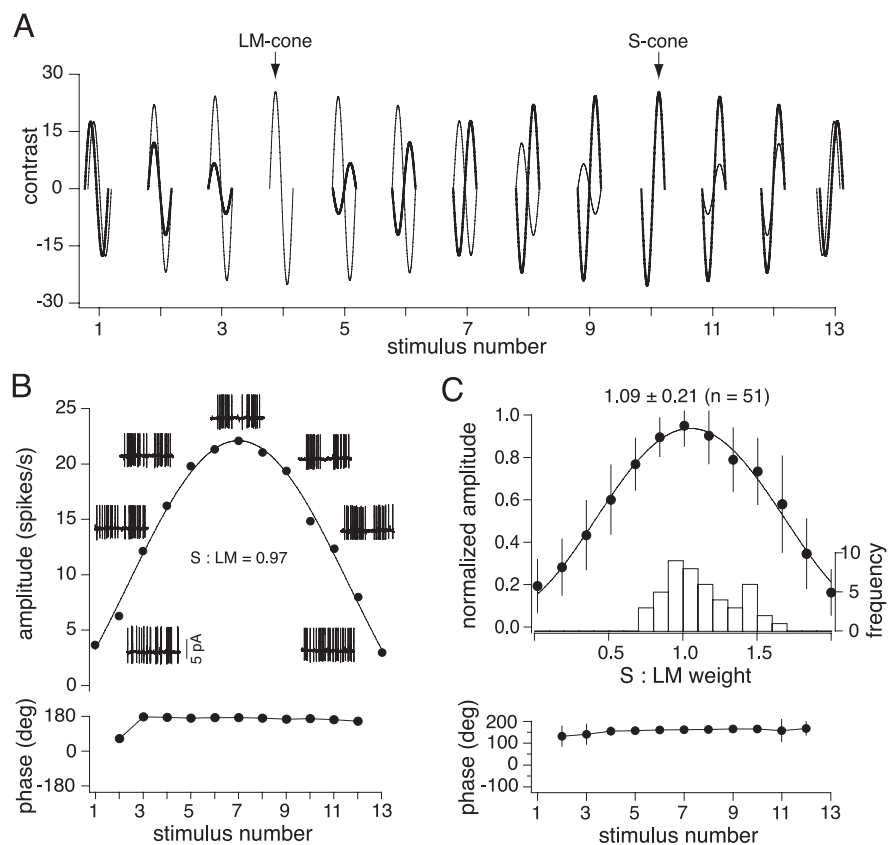 A
LM-cone
S-cone
contrast
30
15
0
-15
-30
1 3 5 7 9 11 13
stimulus number
B
amplitude (spikes/s)
25
20
15
10
5
0
S : LM = 0.97
5 pA
phase (deg)
180
0
-180
1 3 5 7 9 11 13
stimulus number
C
1.09 ± 0.21 (n = 51)
normalized amplitude
1.0
0.8
0.6
0.4
0.2
0.0
10
5
0
frequency
0.5 1.0 1.5
S : LM weight
phase (deg)
200
100
0
-100
1 3 5 7 9 11 13
stimulus number